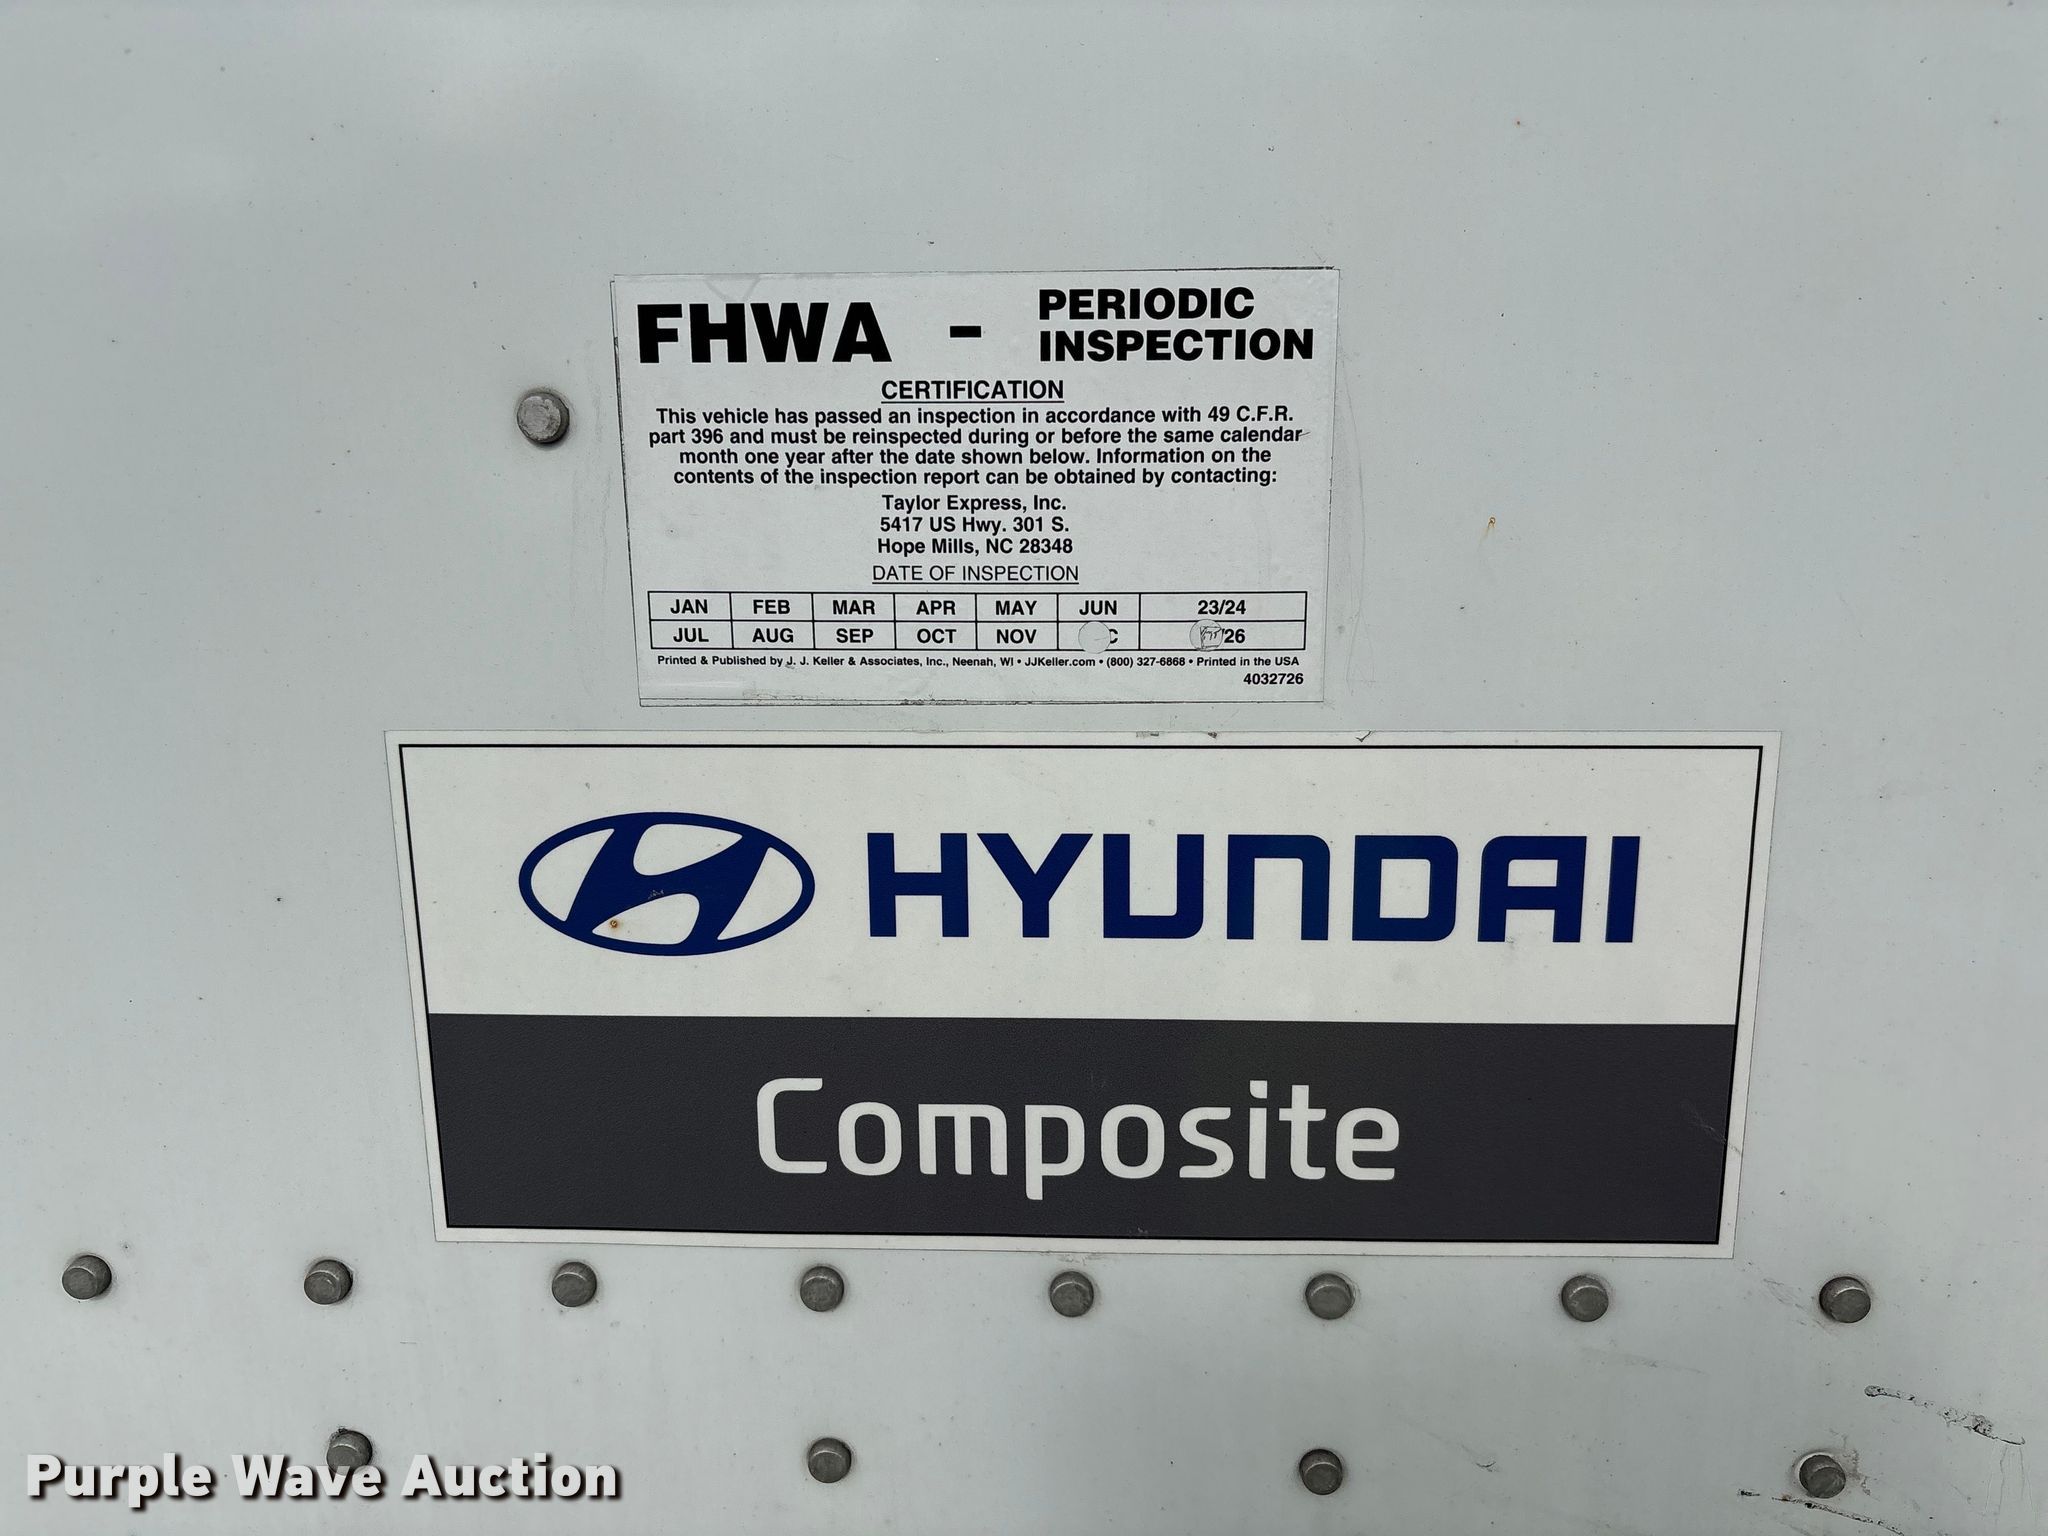 FHWA - PERIODIC
INSPECTION
CERTIFICATION
This vehicle has passed an inspection in accordance with 49 C.F.R.
part 396 and must be reinspected during or before the same calendar
month one year after the date shown below. Information on the
contents of the inspection report can be obtained by contacting:
Taylor Express, Inc.
5417 US Hwy. 301 S.
Hope Mills, NC 28348
DATE OF INSPECTION
JAN FEB MAR APR MAY JUN 23/24
JUL AUG SEP OCT NOV C /26
Printed & Published by J. J. Keller & Associates, Inc., Neenah, WI • JJKeller.com • (800) 327-6868 • Printed in the USA
4032726
HYUNDAI
Composite
Purple Wave Auction